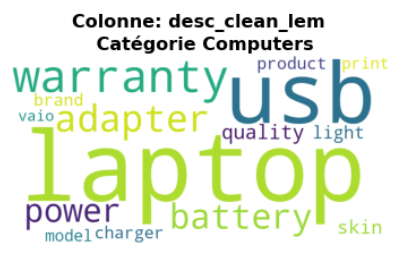 Colonne: desc_clean_lem
Catégorie Computers
product print
warranty usb
brand
vaio adapter
quality light
laptop
power battery
skin
model charger